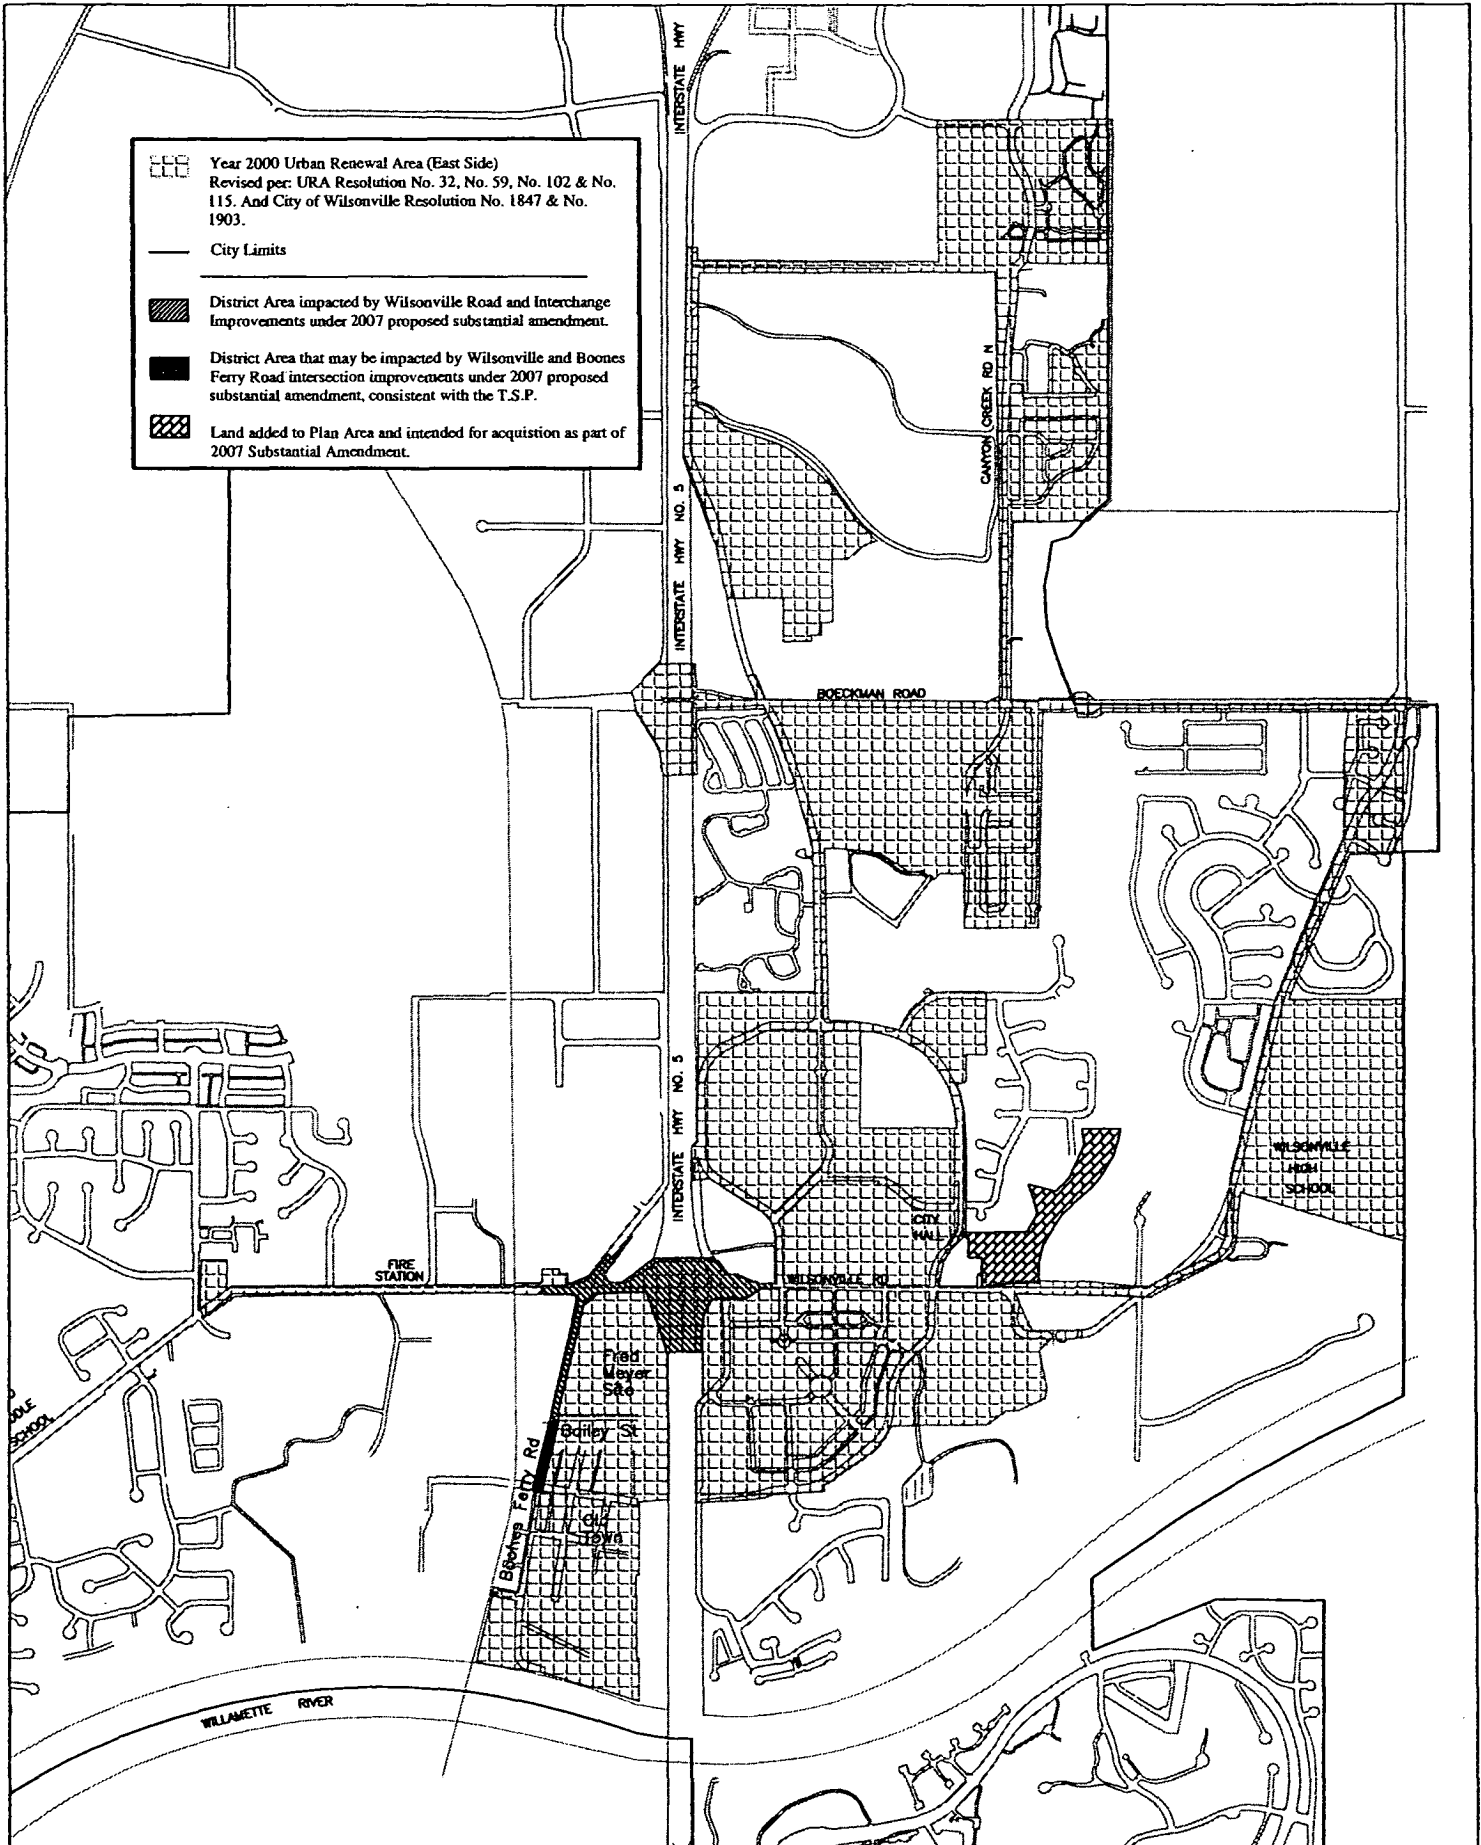 INTERSTATE HWY
Year 2000 Urban Renewal Area (East Side)
Revised per: URA Resolution No. 32, No. 59, No. 102 & No.
115. And City of Wilsonville Resolution No. 1847 & No.
1903.
City Limits
District Area impacted by Wilsonville Road and Interchange
Improvements under 2007 proposed substantial amendment.
District Area that may be impacted by Wilsonville and Boones
Ferry Road intersection improvements under 2007 proposed
substantial amendment, consistent with the T.S.P.
Land added to Plan Area and intended for acquistion as part of
2007 Substantial Amendment.
CANYON CREEK RD N
INTERSTATE HWY NO. 5
BOECKMAN ROAD
INTERSTATE HWY NO. 5
WILSONVILLE
HIGH
SCHOOL
CITY
HALL
FIRE
STATION
WILSONVILLE RD
Fred
Meyer
Site
SCHOOL
Bailey St
Boones Ferry Rd
Old
Town
WILLAMETTE RIVER